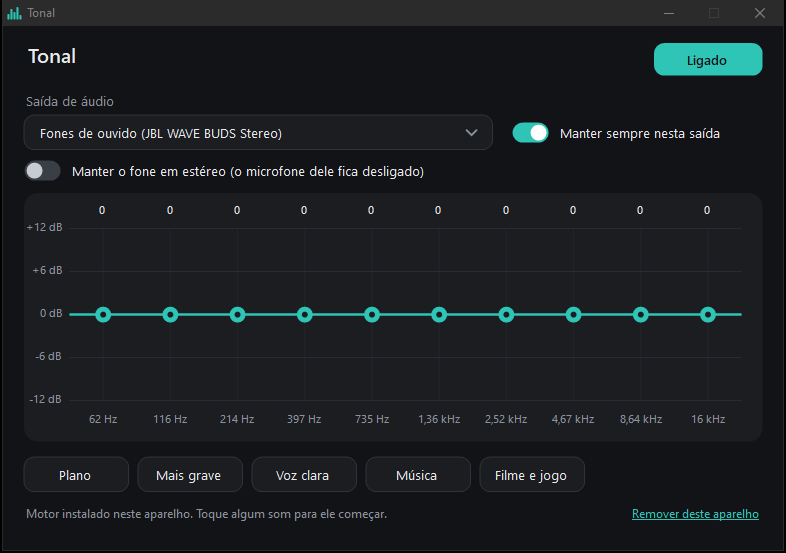 Tonal
Tonal
Ligado
Saída de áudio
Fones de ouvido (JBL WAVE BUDS Stereo)
Manter sempre nesta saída
Manter o fone em estéreo (o microfone dele fica desligado)
0 0 0 0 0 0 0 0 0 0
+12 dB
+6 dB
0 dB
-6 dB
-12 dB
62 Hz 116 Hz 214 Hz 397 Hz 735 Hz 1,36 kHz 2,52 kHz 4,67 kHz 8,64 kHz 16 kHz
Plano Mais grave Voz clara Música Filme e jogo
Motor instalado neste aparelho. Toque algum som para ele começar. Remover deste aparelho